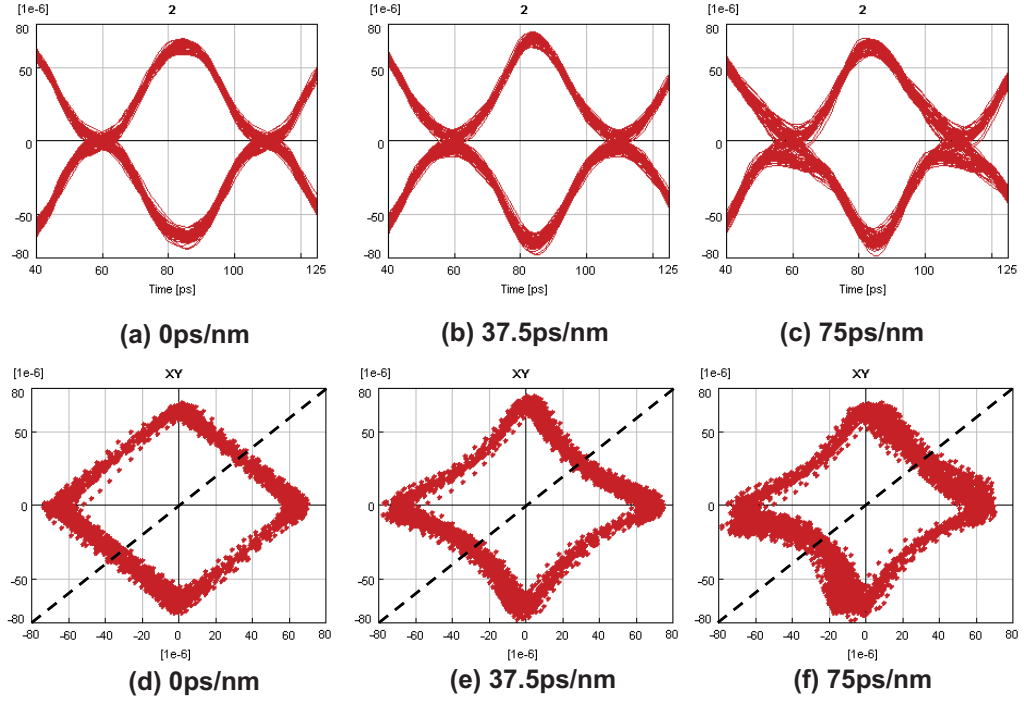 [1e-6] 2 [1e-6] 2 [1e-6] 2
80 80 80
50 50 50
0 0 0
-50 -50 -50
-80 -80 -80
40 60 80 100 125 40 60 80 100 125 40 60 80 100 125
Time [ps] Time [ps] Time [ps]
(a) 0ps/nm (b) 37.5ps/nm (c) 75ps/nm
[1e-6] XY [1e-6] XY [1e-6] XY
80 80 80
50 50 50
0 0 0
-50 -50 -50
-80 -80 -80
-80 -60 -40 -20 -0 20 40 60 80 -80 -60 -40 -20 -0 20 40 60 80 -80 -60 -40 -20 -0 20 40 60 80
[1e-6] [1e-6] [1e-6]
(d) 0ps/nm (e) 37.5ps/nm (f) 75ps/nm